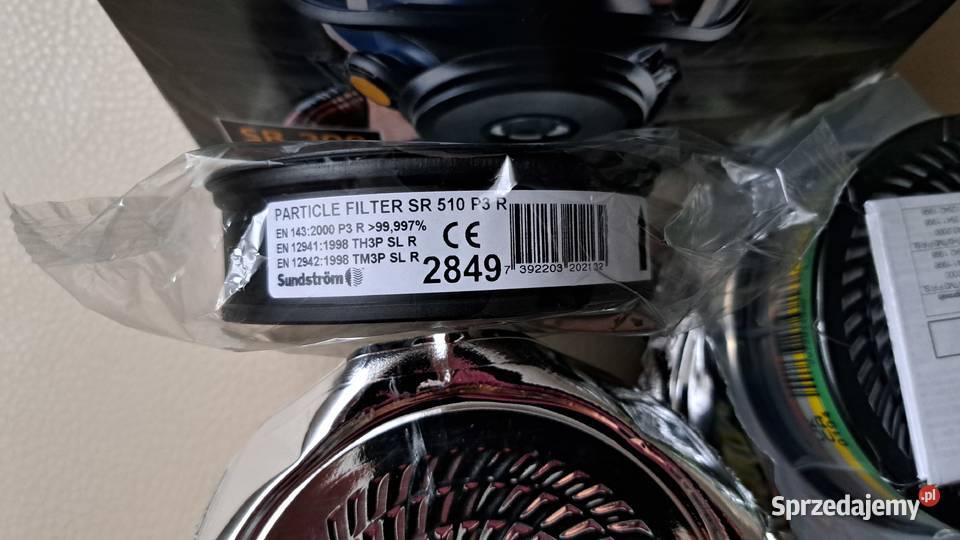 SR 200
PARTICLE FILTER SR 510 P3 R
EN 143:2000 P3 R >99,997%
EN 12941:1998 TH3P SL R
EN 12942:1998 TM3P SL R
CE
2849
Sundström
7 392203 202132
Sprzedajemy.pl